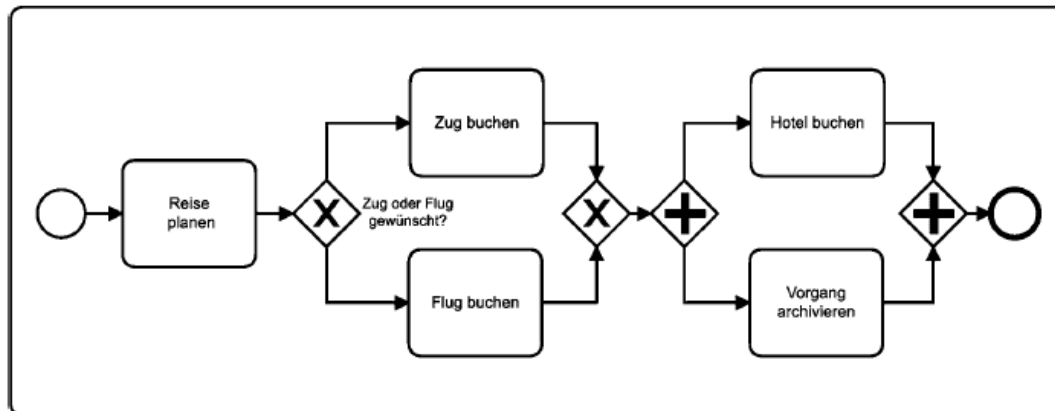 Reise
planen
Zug oder Flug
gewünscht?
Zug buchen
Flug buchen
Hotel buchen
Vorgang
archivieren